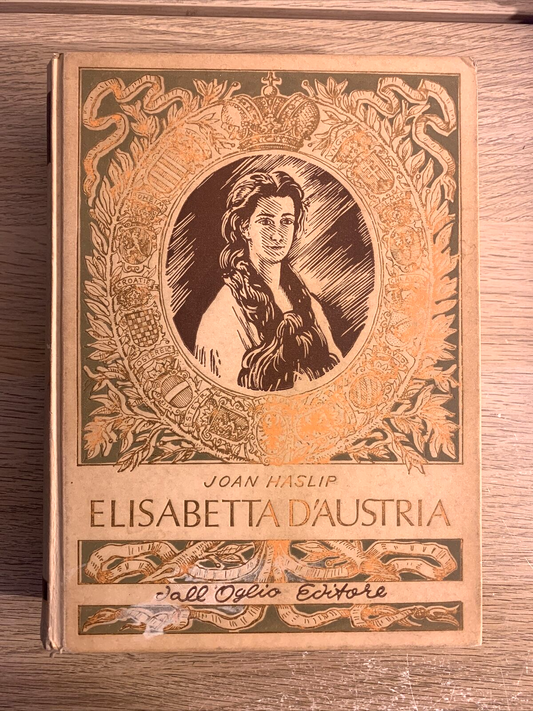 JOAN HASLIP
ELISABETTA D'AUSTRIA
dall'Oglio Editore